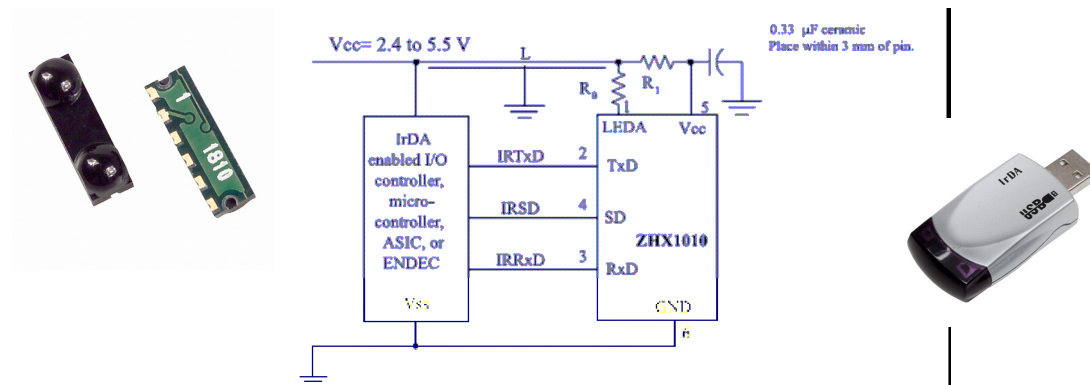 1
1810
Vcc= 2.4 to 5.5 V
L
0.33 µF ceramic
Place within 3 mm of pin.
R1
1
5
LEDA
Vcc
IrDA
enabled I/O
controller,
micro-
controller,
ASIC, or
ENDEC
Vss
IRTxD
2
TxD
IRSD
4
SD
ZHX1010
IRRxD
3
RxD
GND
6
IrDA
USB